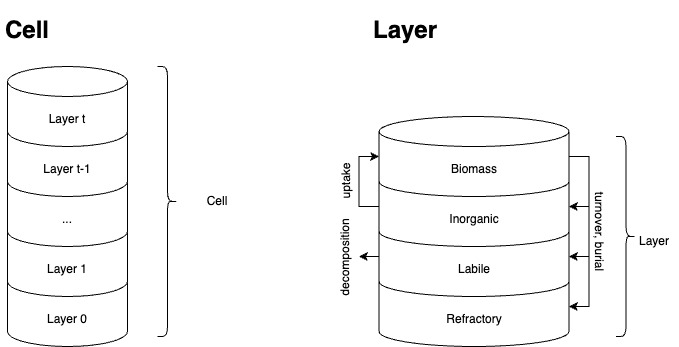 Cell
Layer
Layer t
Layer t-1
...
Layer 1
Layer 0
Cell
Biomass
Inorganic
Labile
Refractory
uptake
decomposition
turnover, burial
Layer